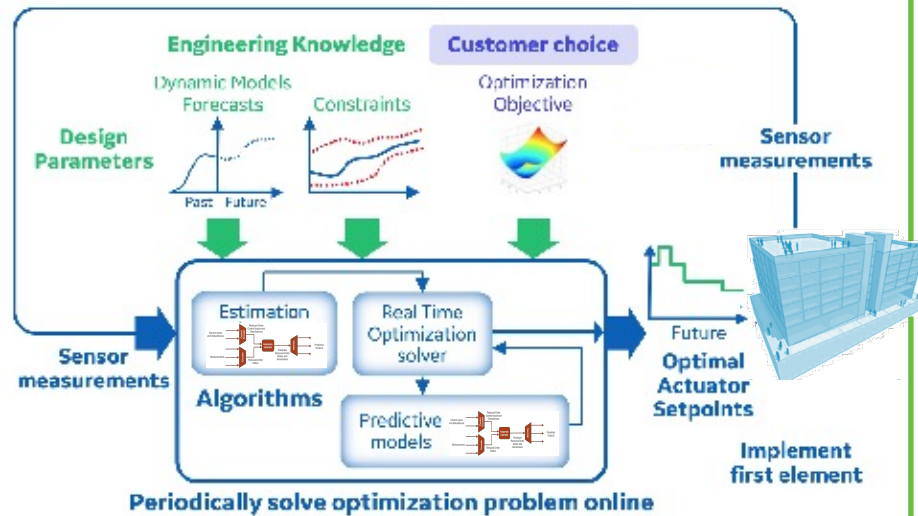 Engineering Knowledge
Customer choice
Dynamic Models
Forecasts
Constraints
Optimization
Objective
Design
Parameters
Past
Future
Sensor
measurements
Estimation
Real Time
Optimization
solver
Algorithms
Predictive
models
Sensor
measurements
Future
Optimal
Actuator
Setpoints
Implement
first element
Periodically solve optimization problem online